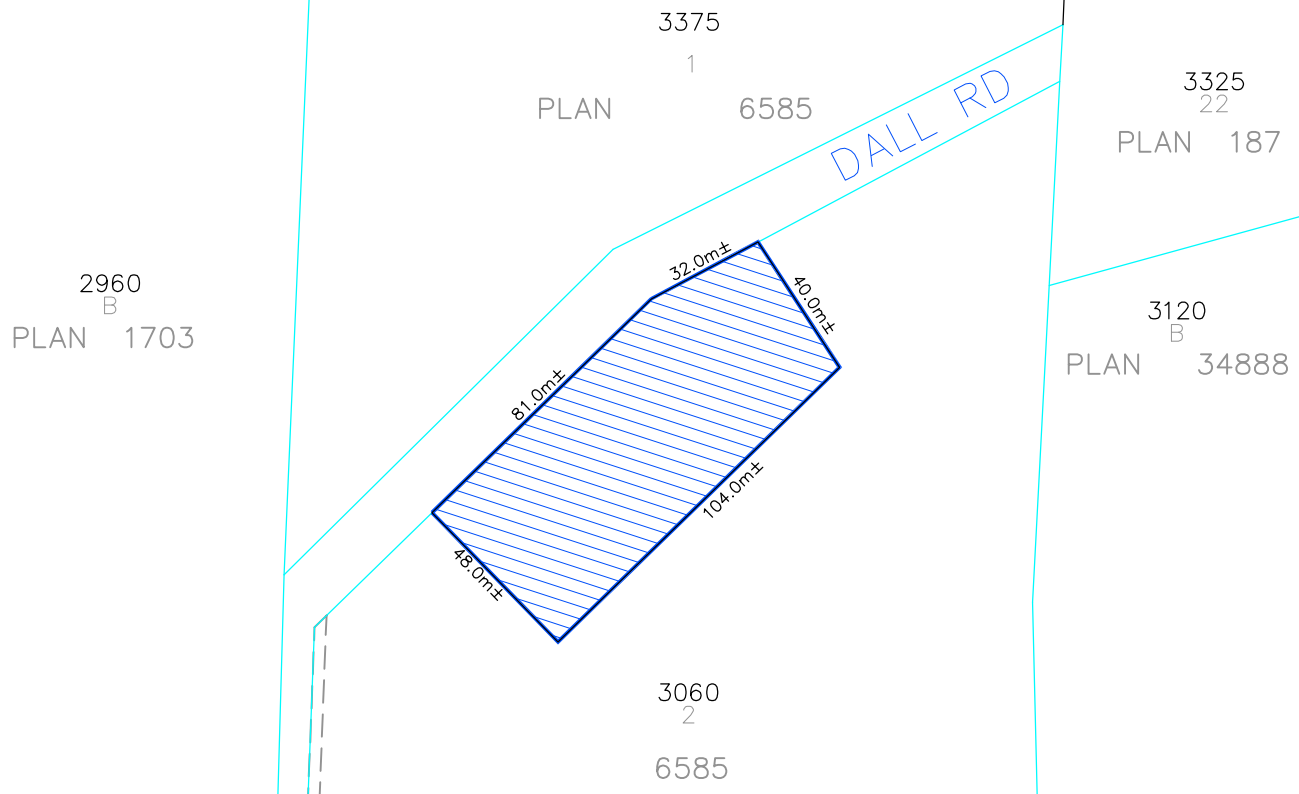 3375
1
PLAN 6585
DALL RD
3325
22
PLAN 187
2960
B
PLAN 1703
32.0m±
40.0m±
3120
B
PLAN 34888
81.0m±
104.0m±
48.0m±
3060
2
6585